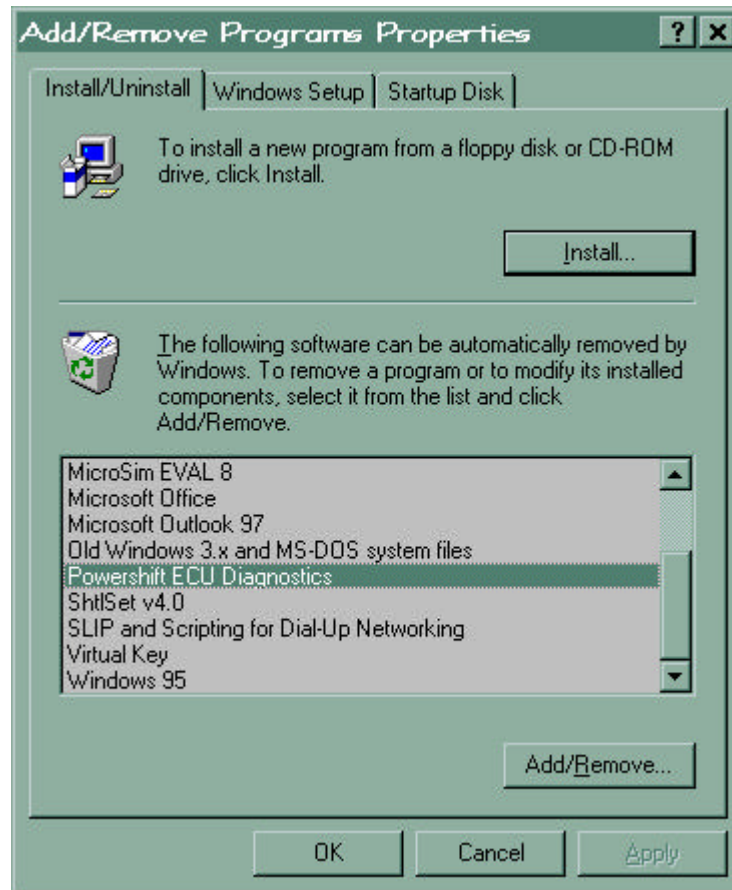 Add/Remove Programs Properties
Install/Uninstall
Windows Setup
Startup Disk
To install a new program from a floppy disk or CD-ROM
drive, click Install.
Install...
The following software can be automatically removed by
Windows. To remove a program or to modify its installed
components, select it from the list and click
Add/Remove.
MicroSim EVAL 8
Microsoft Office
Microsoft Outlook 97
Old Windows 3.x and MS-DOS system files
Powershift ECU Diagnostics
ShtlSet v4.0
SLIP and Scripting for Dial-Up Networking
Virtual Key
Windows 95
Add/Remove...
OK
Cancel
Apply